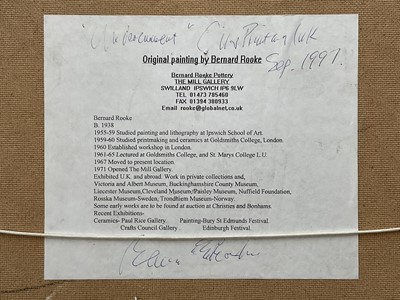 "Undercurrent" Oil & Printing Ink
Sep. 1997.
Original painting by Bernard Rooke
Bernard Rooke Pottery
THE MILL GALLERY
SWILLAND IPSWICH IP6 9LW
TEL 01473 785460
FAX 01394 388933
Email rooke@globalnet.co.uk
Bernard Rooke
B. 1938
1955-59 Studied painting and lithography at Ipswich School of Art.
1959-60 Studied printmaking and ceramics at Goldsmiths College, London.
1960 Established workshop in London.
1961-65 Lectured at Goldsmiths College, and St. Marys College L.U.
1967 Moved to present location.
1971 Opened The Mill Gallery.
Exhibited U.K. and abroad. Work in private collections and,
Victoria and Albert Museum, Buckinghamshire County Museum,
Liecester Museum,Cleveland Museum/Paisley Museum, Nuffield Foundation,
Rosska Museum-Sweden, Trondhiem Museum-Norway.
Some early works are to be found at auction at Christies and Bonhams.
Recent Exhibitions-
Ceramics- Paul Rice Gallery. Painting-Bury St Edmunds Festival.
Crafts Council Gallery. Edinburgh Festival.